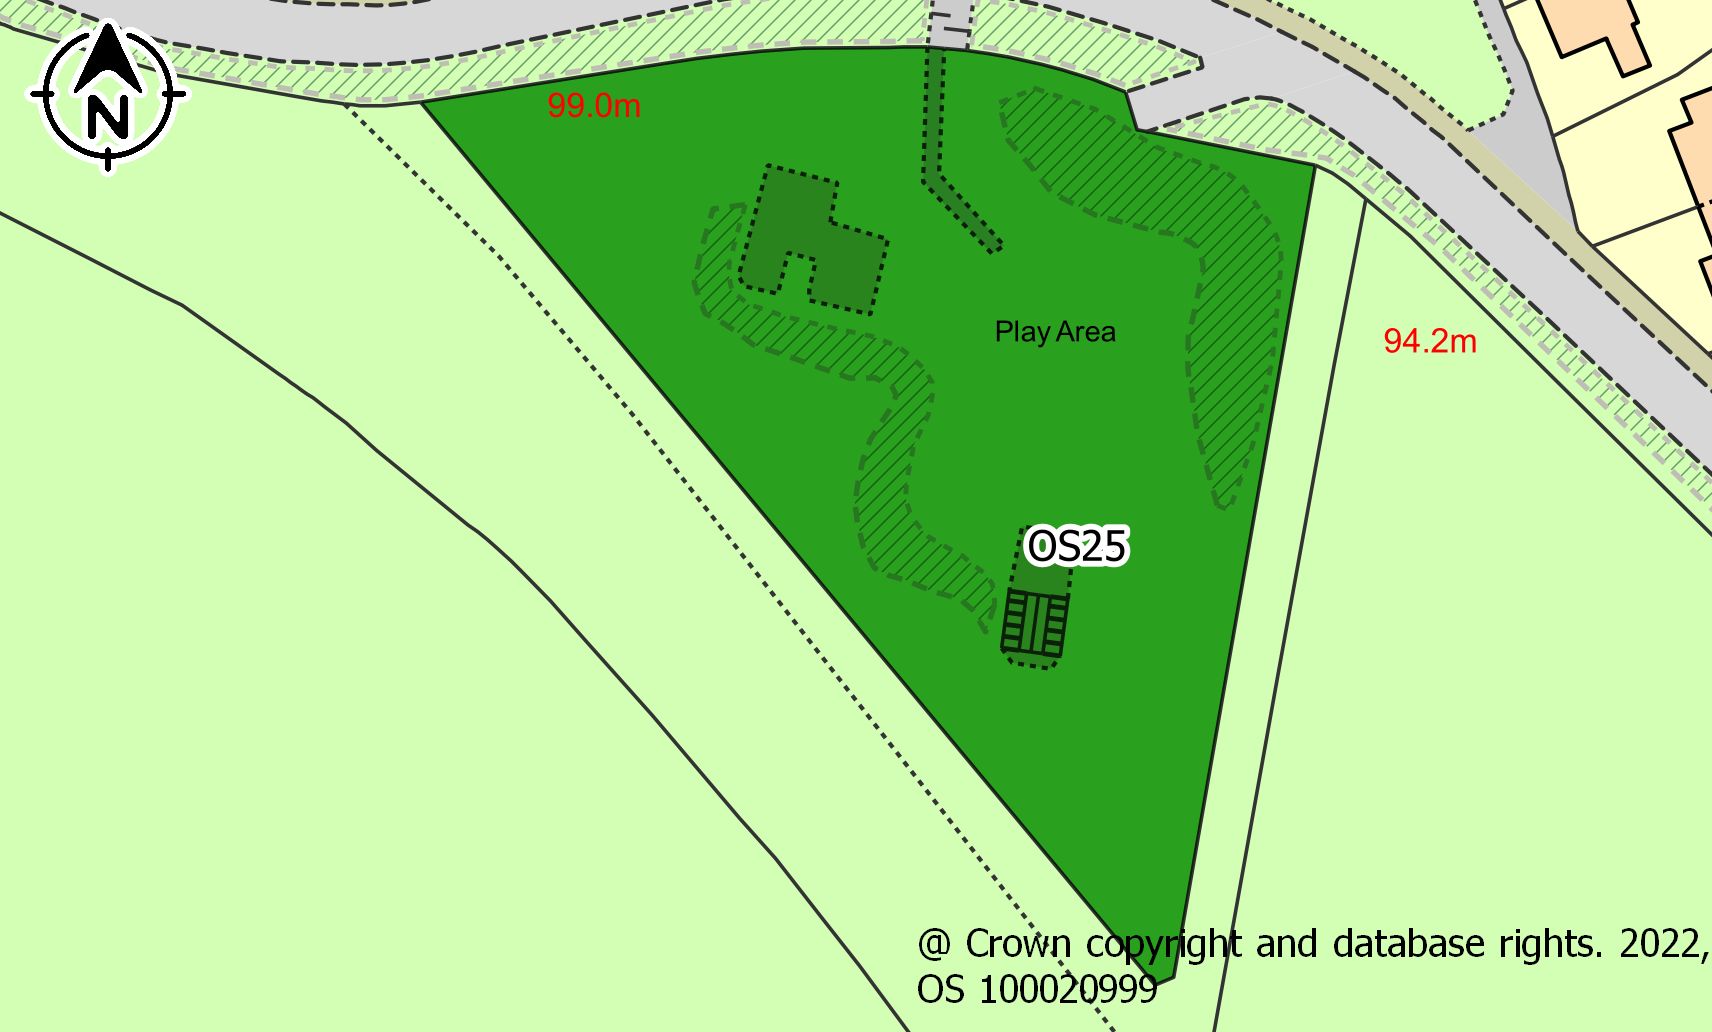 N
99.0m
Play Area
94.2m
OS25
@ Crown copyright and database rights. 2022,
OS 100020999